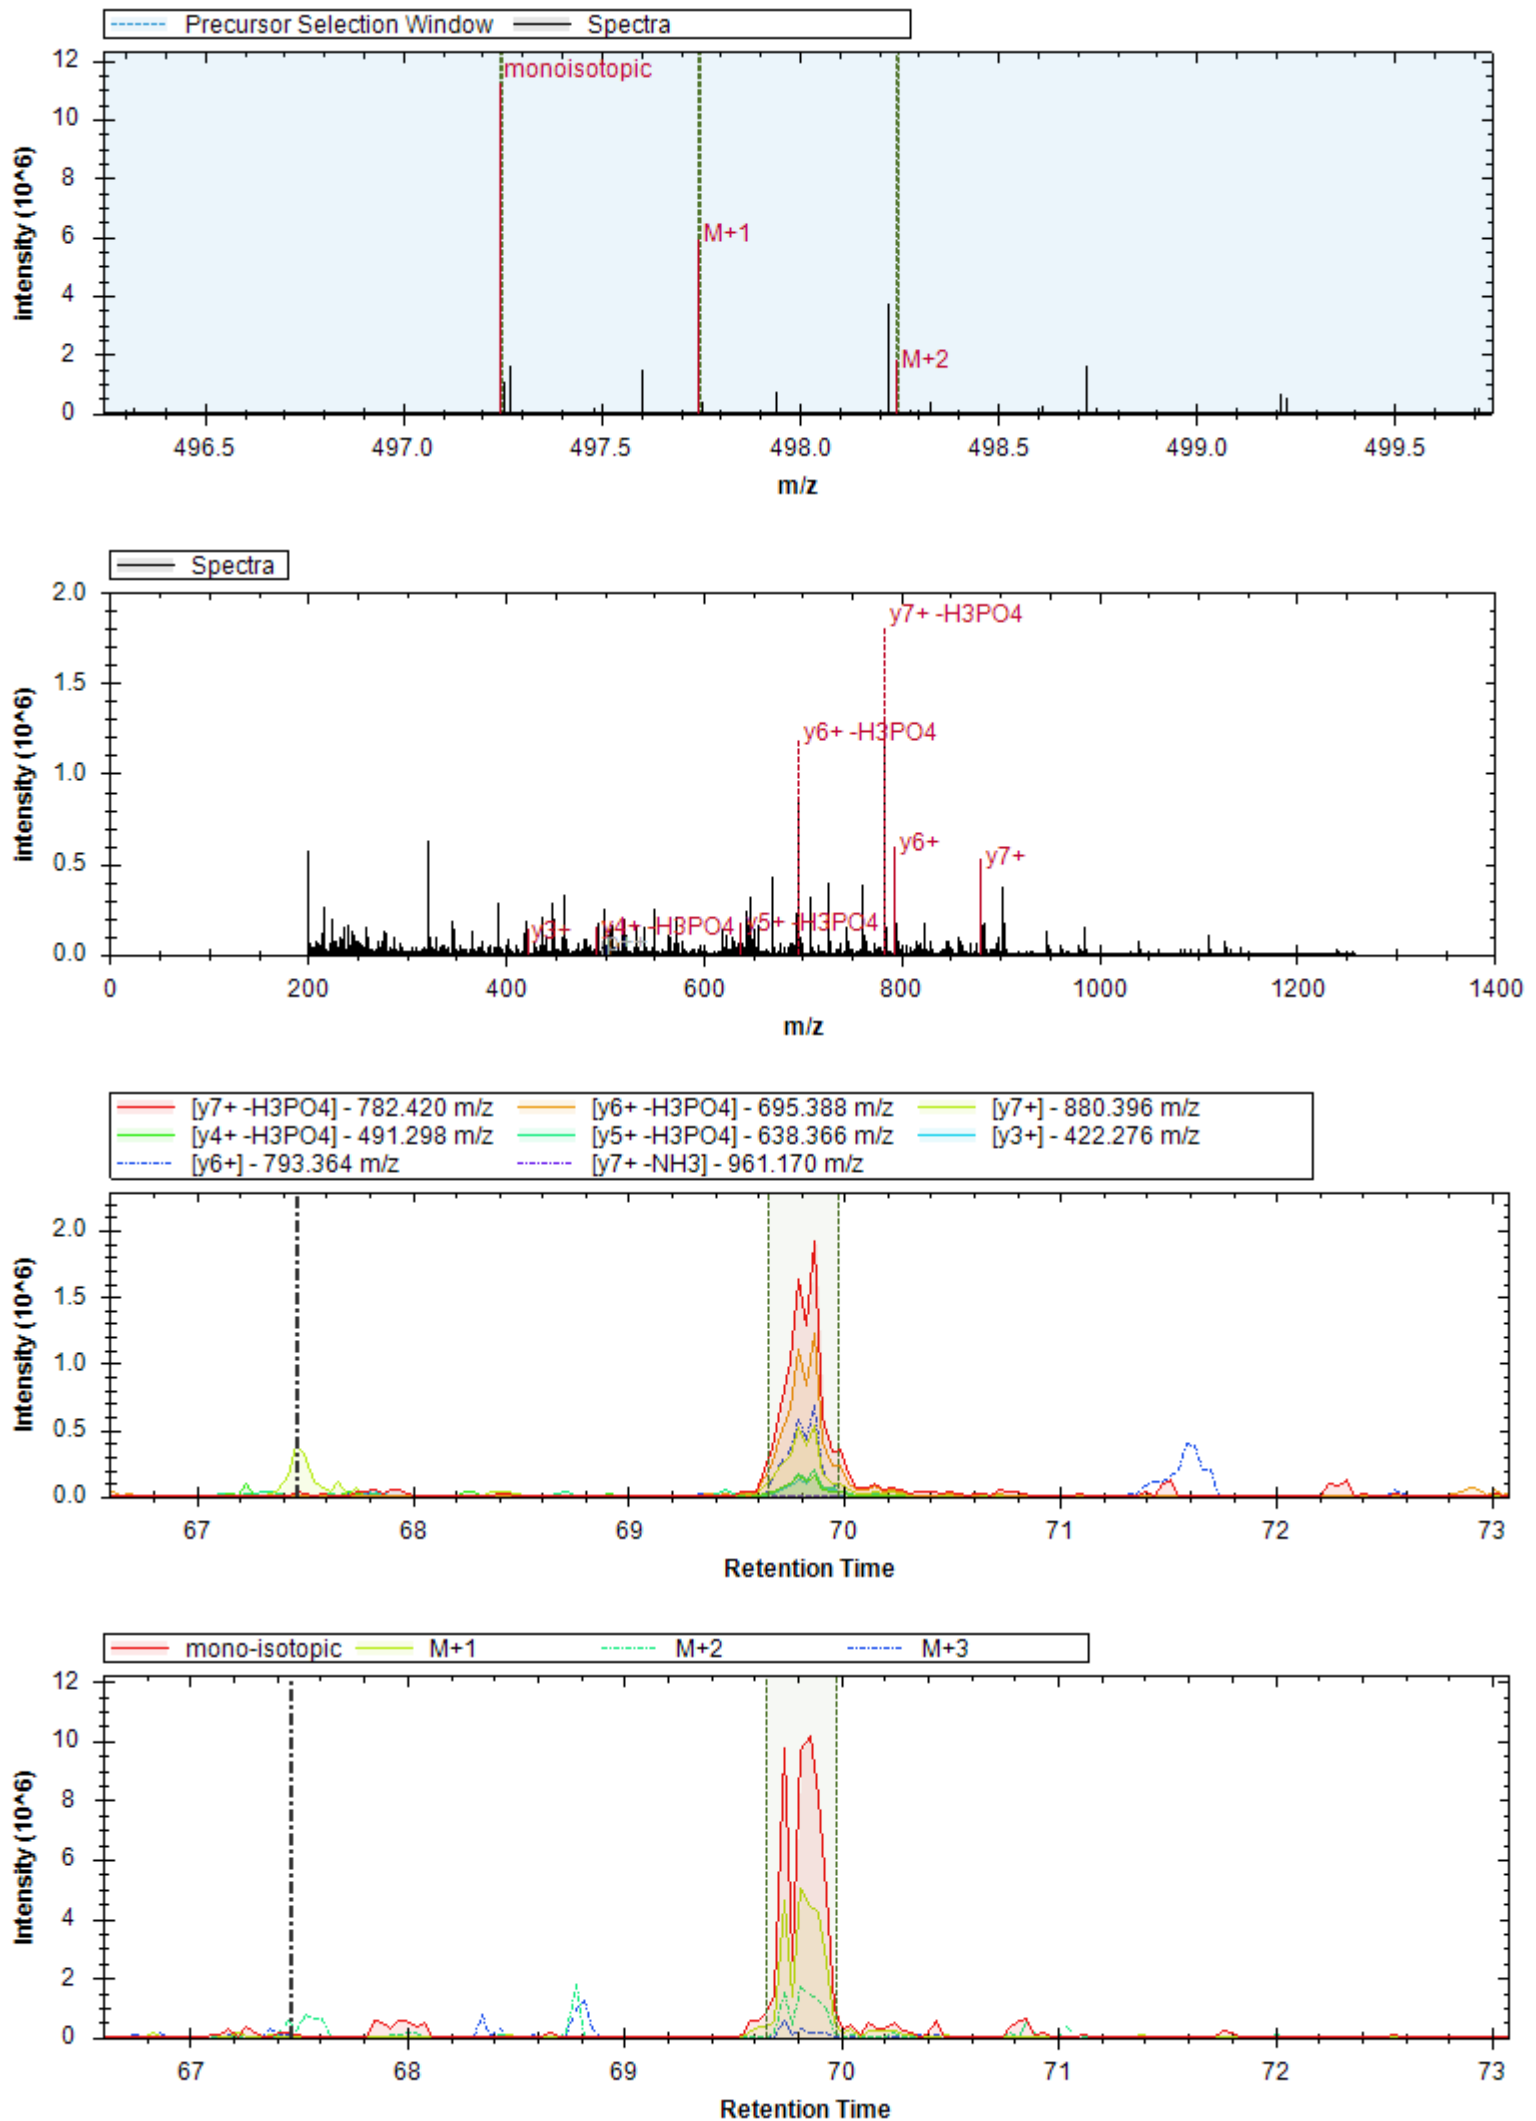 Precursor Selection Window Spectra
12
10
8
6
4
2
0
intensity (10^6)
monoisotopic
M+1
M+2
496.5 497.0 497.5 498.0 498.5 499.0 499.5
m/z
Spectra
2.0
1.5
1.0
0.5
0.0
intensity (10^6)
y7+ -H3PO4
y6+ -H3PO4
y6+
y7+
y3+ y4+ -H3PO4 y5+ -H3PO4
0 200 400 600 800 1000 1200 1400
m/z
[y7+ -H3PO4] - 782.420 m/z [y6+ -H3PO4] - 695.388 m/z [y7+] - 880.396 m/z
[y4+ -H3PO4] - 491.298 m/z [y5+ -H3PO4] - 638.366 m/z [y3+] - 422.276 m/z
[y6+] - 793.364 m/z [y7+ -NH3] - 961.170 m/z
2.0
1.5
1.0
0.5
0.0
Intensity (10^6)
67 68 69 70 71 72 73
Retention Time
mono-isotopic M+1 M+2 M+3
12
10
8
6
4
2
0
Intensity (10^6)
67 68 69 70 71 72 73
Retention Time